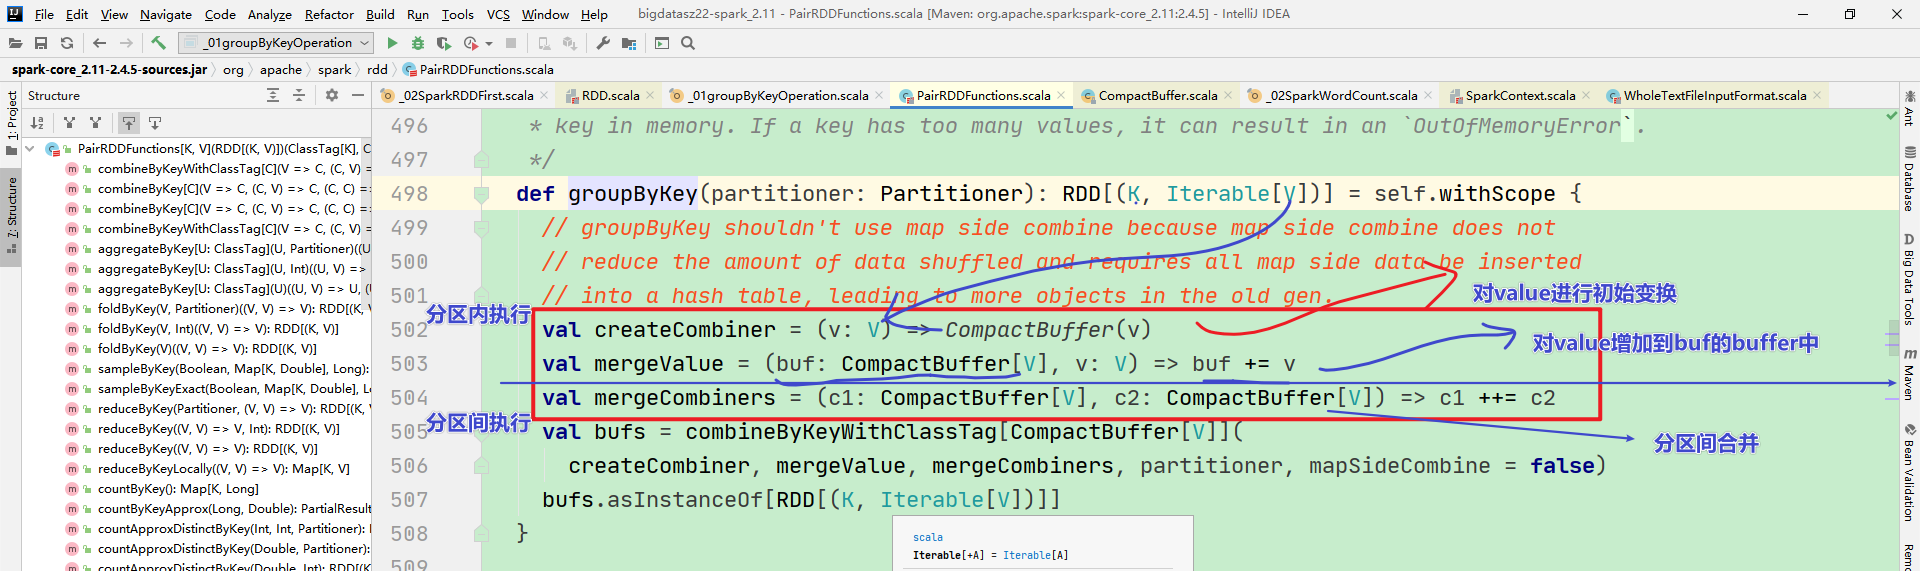 File Edit View Navigate Code Analyze Refactor Build Run Tools VCS Window Help bigdatasz22-spark_2.11 - PairRDDFunctions.scala [Maven: org.apache.spark:spark-core_2.11:2.4.5] - IntelliJ IDEA
_01groupByKeyOperation
spark-core_2.11-2.4.5-sources.jar org apache spark rdd PairRDDFunctions.scala
1: Project
7: Structure
Structure
PairRDDFunctions[K, V](RDD[(K, V)])(ClassTag[K], C
combineByKeyWithClassTag[C](V => C, (C, V) =
combineByKey[C](V => C, (C, V) => C, (C, C) =>
combineByKey[C](V => C, (C, V) => C, (C, C) =>
combineByKeyWithClassTag[C](V => C, (C, V) =
aggregateByKey[U: ClassTag](U, Partitioner)((U
aggregateByKey[U: ClassTag](U, Int)((U, V) =>
aggregateByKey[U: ClassTag](U)((U, V) => U, (U
foldByKey(V, Partitioner)((V, V) => V): RDD[(K,
foldByKey(V, Int)((V, V) => V): RDD[(K, V)]
foldByKey(V)((V, V) => V): RDD[(K, V)]
sampleByKey(Boolean, Map[K, Double], Long):
sampleByKeyExact(Boolean, Map[K, Double], L
reduceByKey(Partitioner, (V, V) => V): RDD[(K,
reduceByKey((V, V) => V, Int): RDD[(K, V)]
reduceByKey((V, V) => V): RDD[(K, V)]
reduceByKeyLocally((V, V) => V): Map[K, V]
countByKey(): Map[K, Long]
countByKeyApprox(Long, Double): PartialResult
countApproxDistinctByKey(Int, Int, Partitioner):
countApproxDistinctByKey(Double, Partitioner):
countApproxDistinctByKey(Double, Int): RDD[(K
_02SparkRDDFirst.scala RDD.scala _01groupByKeyOperation.scala PairRDDFunctions.scala CompactBuffer.scala _02SparkWordCount.scala SparkContext.scala WholeTextFileInputFormat.scala
496 * key in memory. If a key has too many values, it can result in an `OutOfMemoryError`.
497 */
498 def groupByKey(partitioner: Partitioner): RDD[(K, Iterable[V])] = self.withScope {
499 // groupByKey shouldn't use map side combine because map side combine does not
500 // reduce the amount of data shuffled and requires all map side data be inserted
501 // into a hash table, leading to more objects in the old gen.
对value进行初始变换
分区内执行
502 val createCombiner = (v: V) => CompactBuffer(v)
对value增加到buf的buffer中
503 val mergeValue = (buf: CompactBuffer[V], v: V) => buf += v
504 val mergeCombiners = (c1: CompactBuffer[V], c2: CompactBuffer[V]) => c1 ++= c2
分区间执行
505 val bufs = combineByKeyWithClassTag[CompactBuffer[V]](
分区间合并
506 createCombiner, mergeValue, mergeCombiners, partitioner, mapSideCombine = false)
507 bufs.asInstanceOf[RDD[(K, Iterable[V])]]
508 }
509
scala
Iterable[+A] = Iterable[A]
Ant
Database
Big Data Tools
Maven
Bean Validation